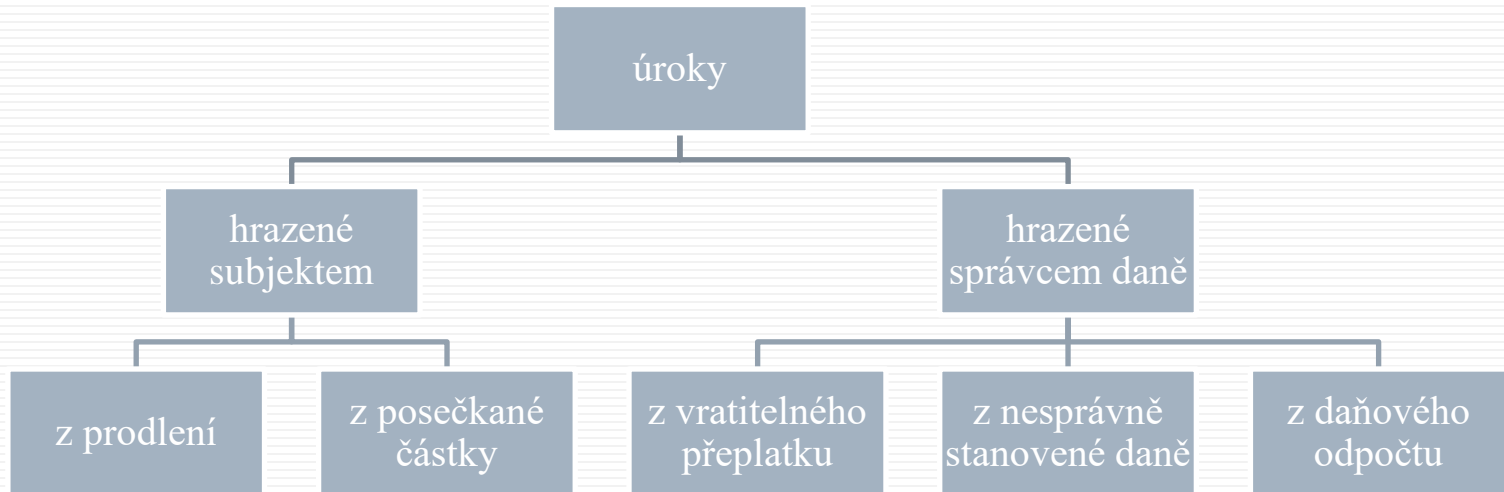 úroky
hrazené
subjektem
hrazené
správcem daně
z prodlení
z posečkané
částky
z vratitelného
přeplatku
z nesprávně
stanovené daně
z daňového
odpočtu